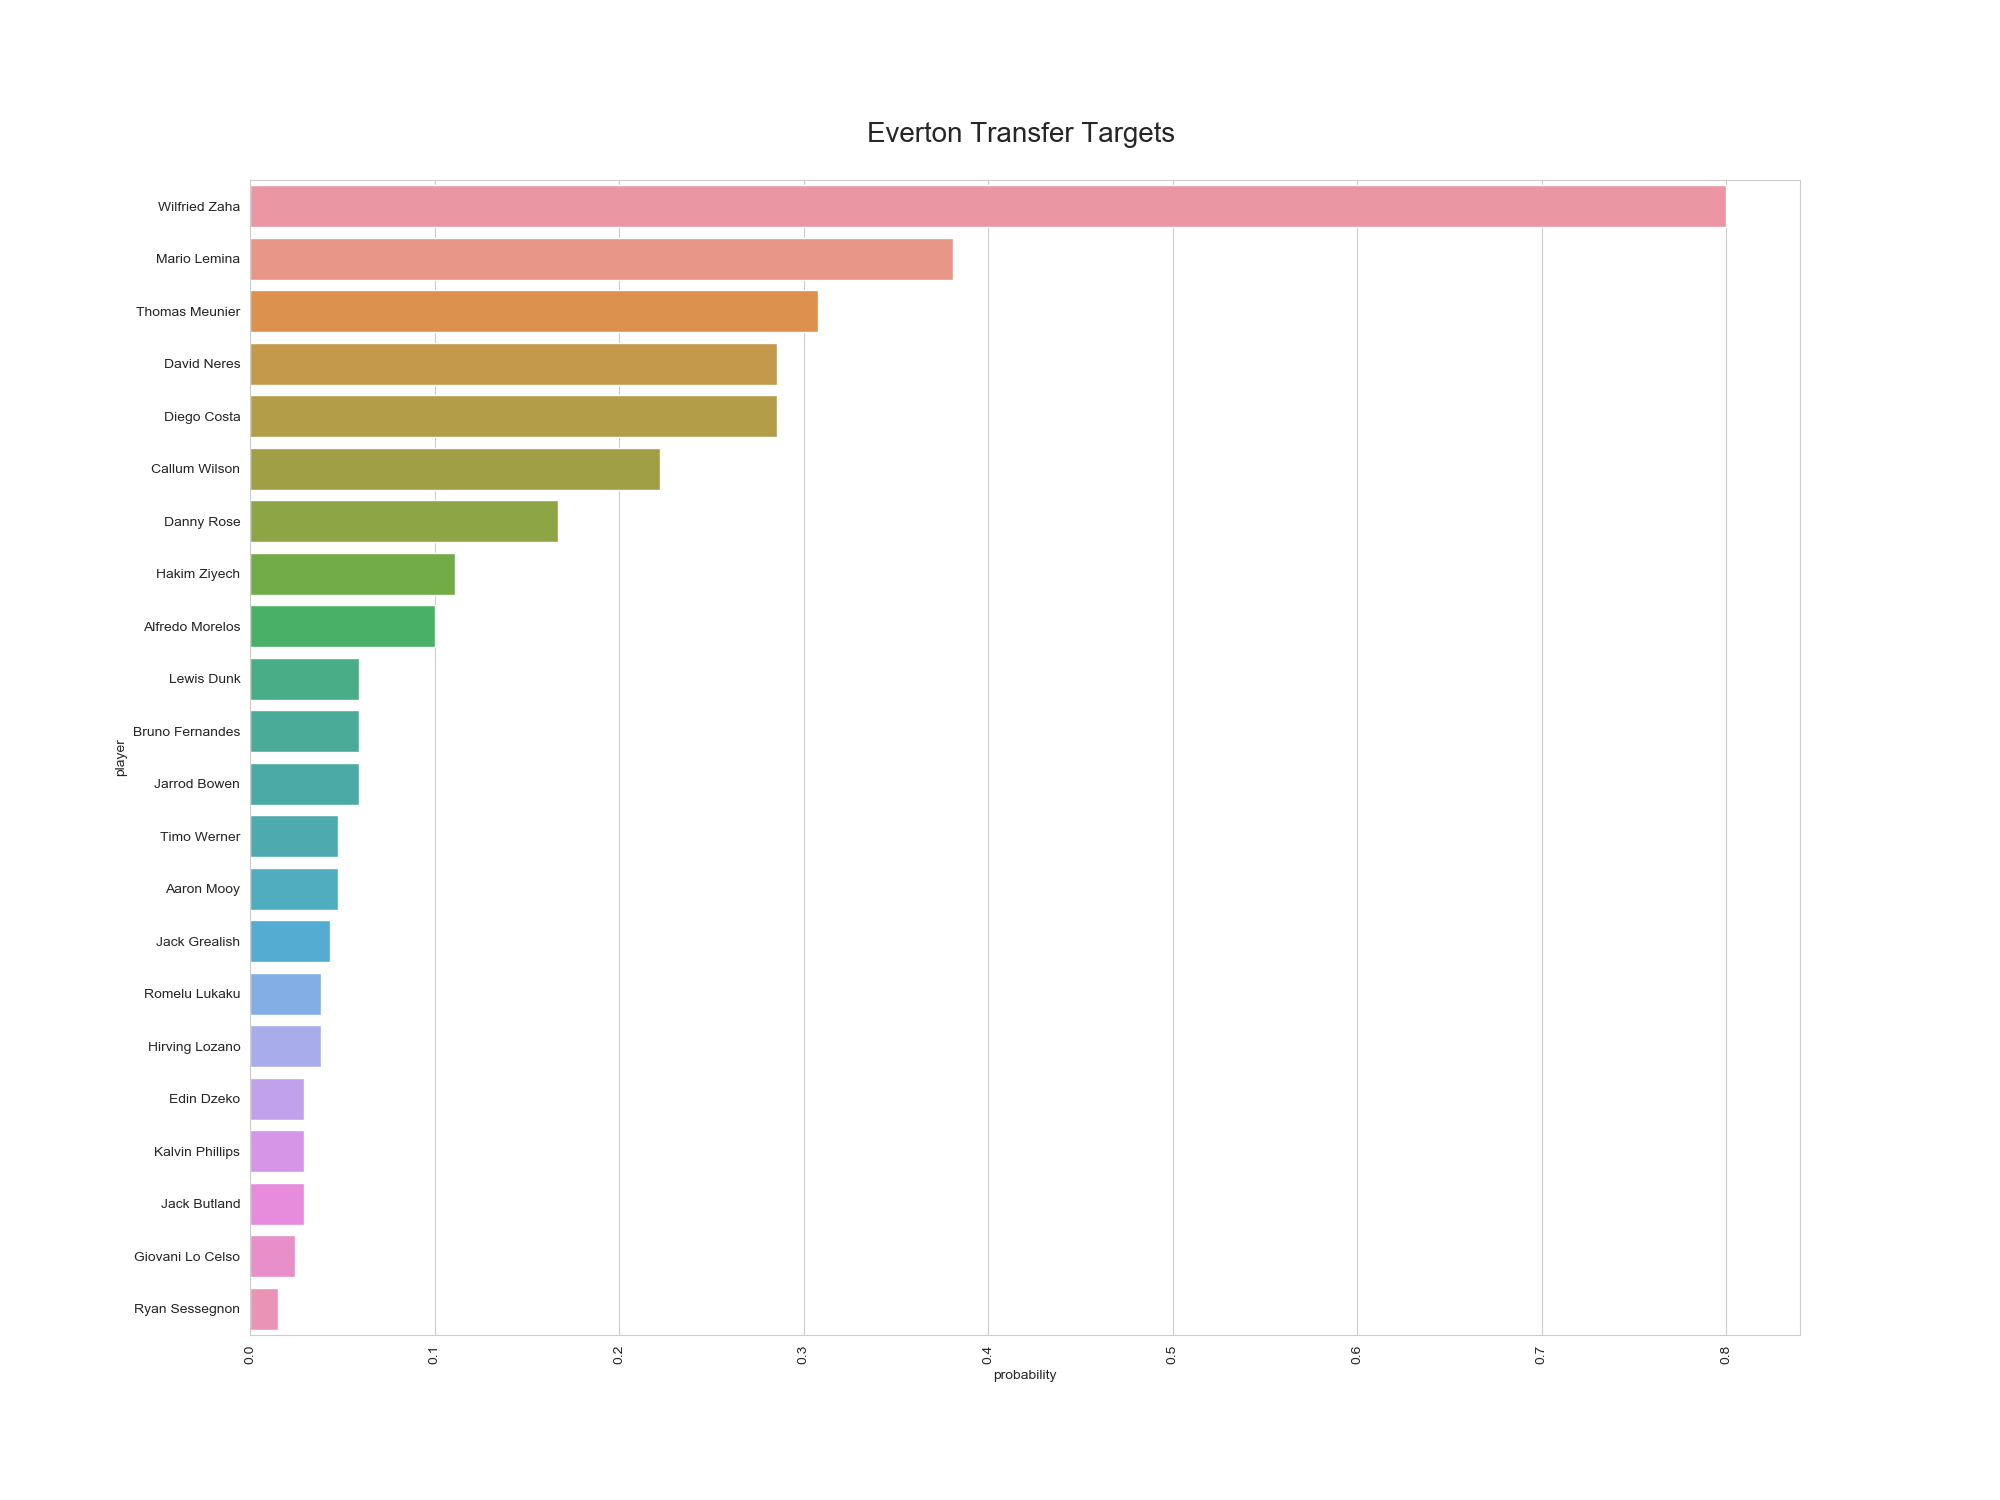 Everton Transfer Targets
Wilfried Zaha
Mario Lemina
Thomas Meunier
David Neres
Diego Costa
Callum Wilson
Danny Rose
Hakim Ziyech
Alfredo Morelos
Lewis Dunk
Bruno Fernandes
Jarrod Bowen
Timo Werner
Aaron Mooy
Jack Grealish
Romelu Lukaku
Hirving Lozano
Edin Dzeko
Kalvin Phillips
Jack Butland
Giovani Lo Celso
Ryan Sessegnon
player
0.0 0.1 0.2 0.3 0.4 0.5 0.6 0.7 0.8
probability